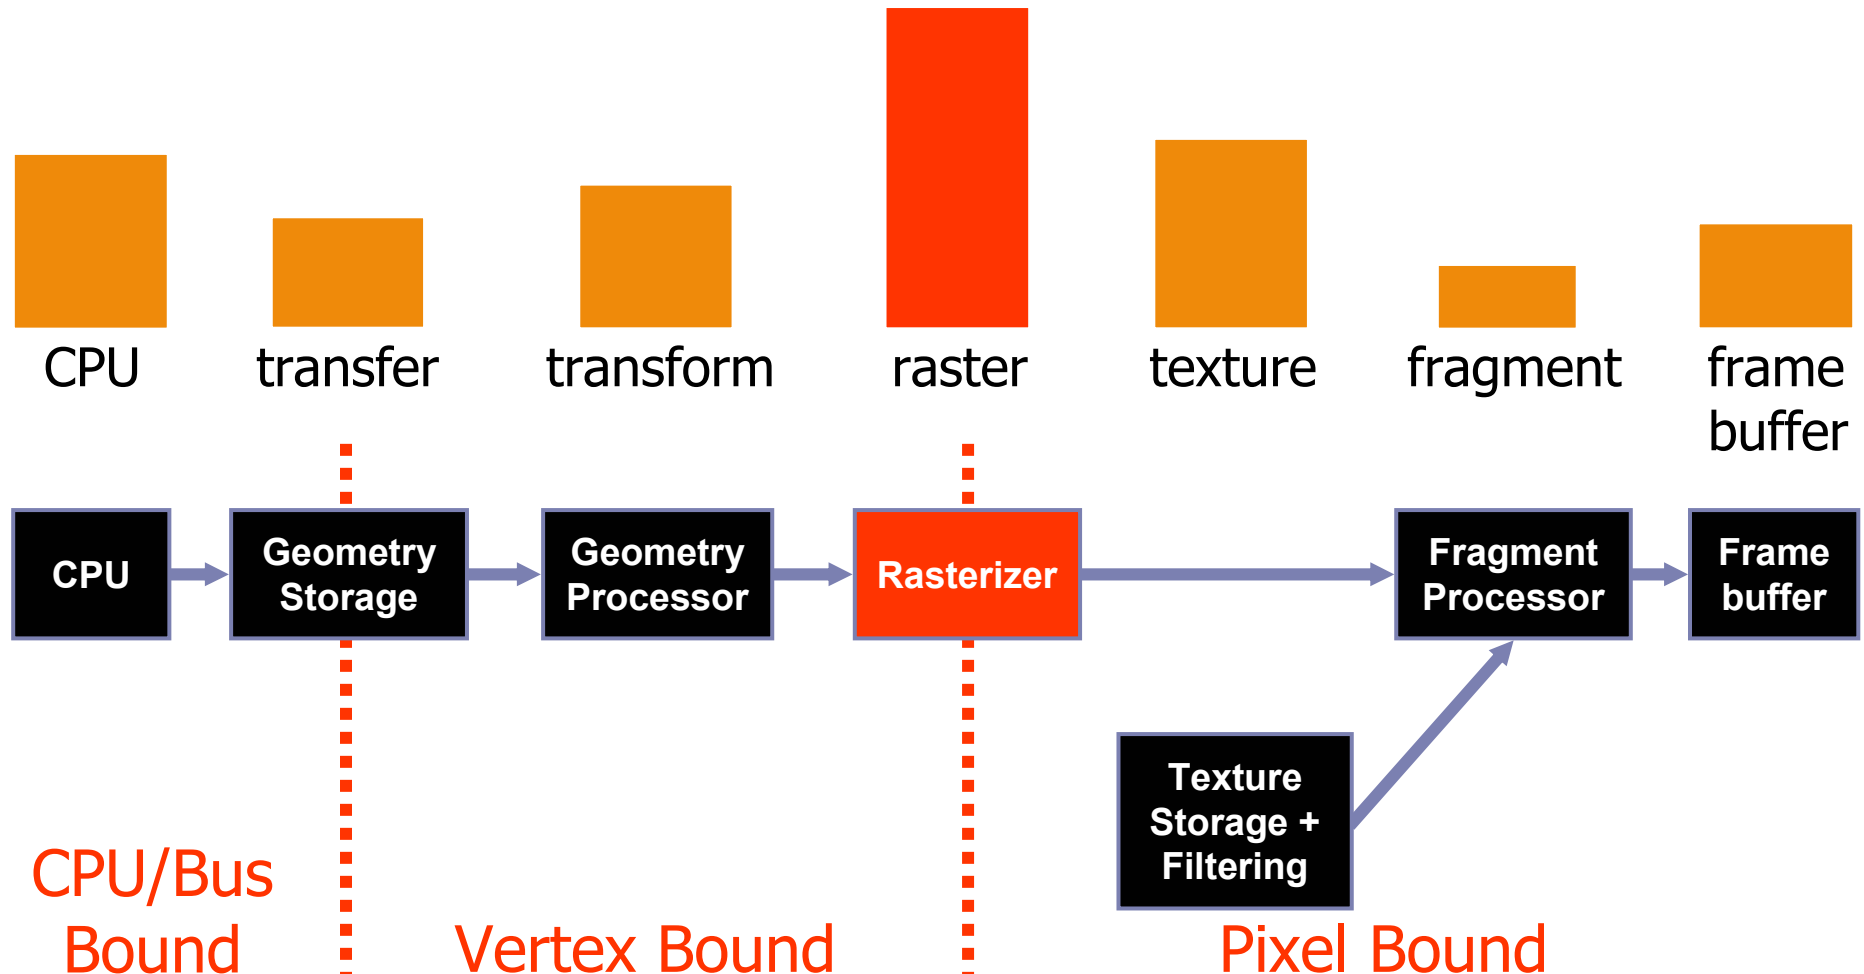 CPU
transfer
transform
raster
texture
fragment
frame
buffer
CPU
Geometry
Storage
Geometry
Processor
Rasterizer
Fragment
Processor
Frame
buffer
Texture
Storage +
Filtering
CPU/Bus
Bound
Vertex Bound
Pixel Bound